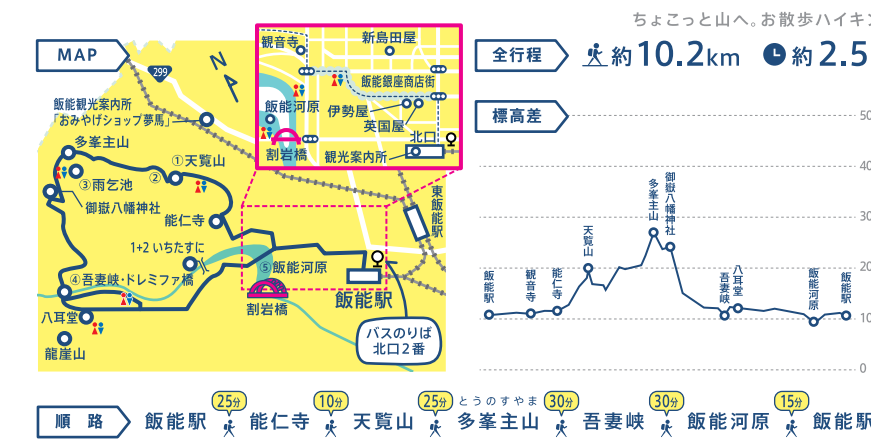 ちょこっと山へ。お散歩ハイキン
MAP
299
N
飯能観光案内所
「おみやげショップ夢馬」
多峯主山
①天覧山
②
③雨乞池
御嶽八幡神社
能仁寺
1+2 いちたすに
④吾妻峡・ドレミファ橋
⑤飯能河原
割岩橋
八耳堂
龍崖山
飯能駅
東飯能駅
バスのりば
北口2番
観音寺
新島田屋
飯能銀座商店街
飯能河原
伊勢屋
英国屋
北口
割岩橋
観光案内所
全行程
約10.2km
約2.5
標高差
50
40
30
20
10
0
飯能駅
観音寺
能仁寺
天覧山
多峯主山
御嶽八幡神社
吾妻峡
八耳堂
飯能河原
飯能駅
順路
飯能駅 25分 能仁寺 10分 天覧山 25分 多峯主山 30分 吾妻峡 30分 飯能河原 15分 飯能駅
とうのすやま